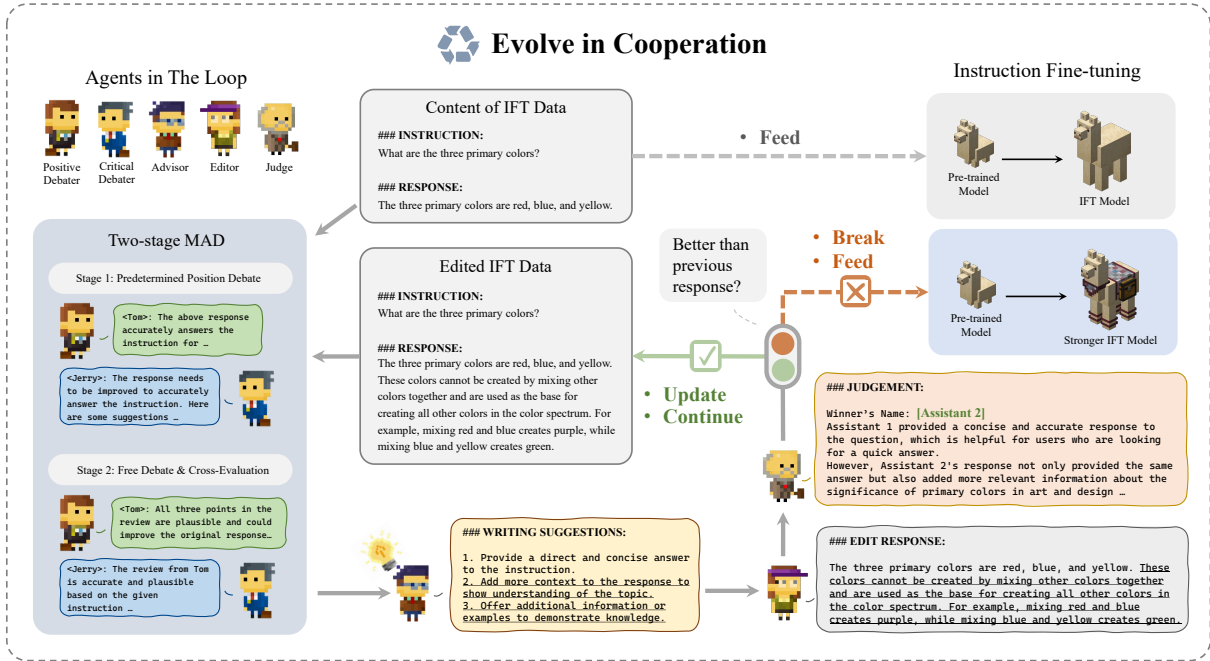 Evolve in Cooperation
Agents in The Loop
Positive
Debater
Critical
Debater
Advisor
Editor
Judge
Content of IFT Data
### INSTRUCTION:
What are the three primary colors?
### RESPONSE:
The three primary colors are red, blue, and yellow.
• Feed
Instruction Fine-tuning
Pre-trained
Model
IFT Model
Two-stage MAD
Stage 1: Predetermined Position Debate
<Tom>: The above response
accurately answers the
instruction for …
<Jerry>: The response needs
to be improved to accurately
answer the instruction. Here
are some suggestions …
Stage 2: Free Debate & Cross-Evaluation
<Tom>: All three points in the
review are plausible and could
improve the original response…
<Jerry>: The review from Tom
is accurate and plausible
based on the given
instruction …
Edited IFT Data
### INSTRUCTION:
What are the three primary colors?
### RESPONSE:
The three primary colors are red, blue, and yellow.
These colors cannot be created by mixing other
colors together and are used as the base for
creating all other colors in the color spectrum. For
example, mixing red and blue creates purple, while
mixing blue and yellow creates green.
Better than
previous
response?
• Break
• Feed
Pre-trained
Model
Stronger IFT Model
• Update
• Continue
### JUDGEMENT:
Winner's Name: [Assistant 2]
Assistant 1 provided a concise and accurate response to
the question, which is helpful for users who are looking
for a quick answer.
However, Assistant 2's response not only provided the same
answer but also added more relevant information about the
significance of primary colors in art and design …
### WRITING SUGGESTIONS:
1. Provide a direct and concise answer
to the instruction.
2. Add more context to the response to
show understanding of the topic.
3. Offer additional information or
examples to demonstrate knowledge.
### EDIT RESPONSE:
The three primary colors are red, blue, and yellow. These
colors cannot be created by mixing other colors together
and are used as the base for creating all other colors in
the color spectrum. For example, mixing red and blue
creates purple, while mixing blue and yellow creates green.